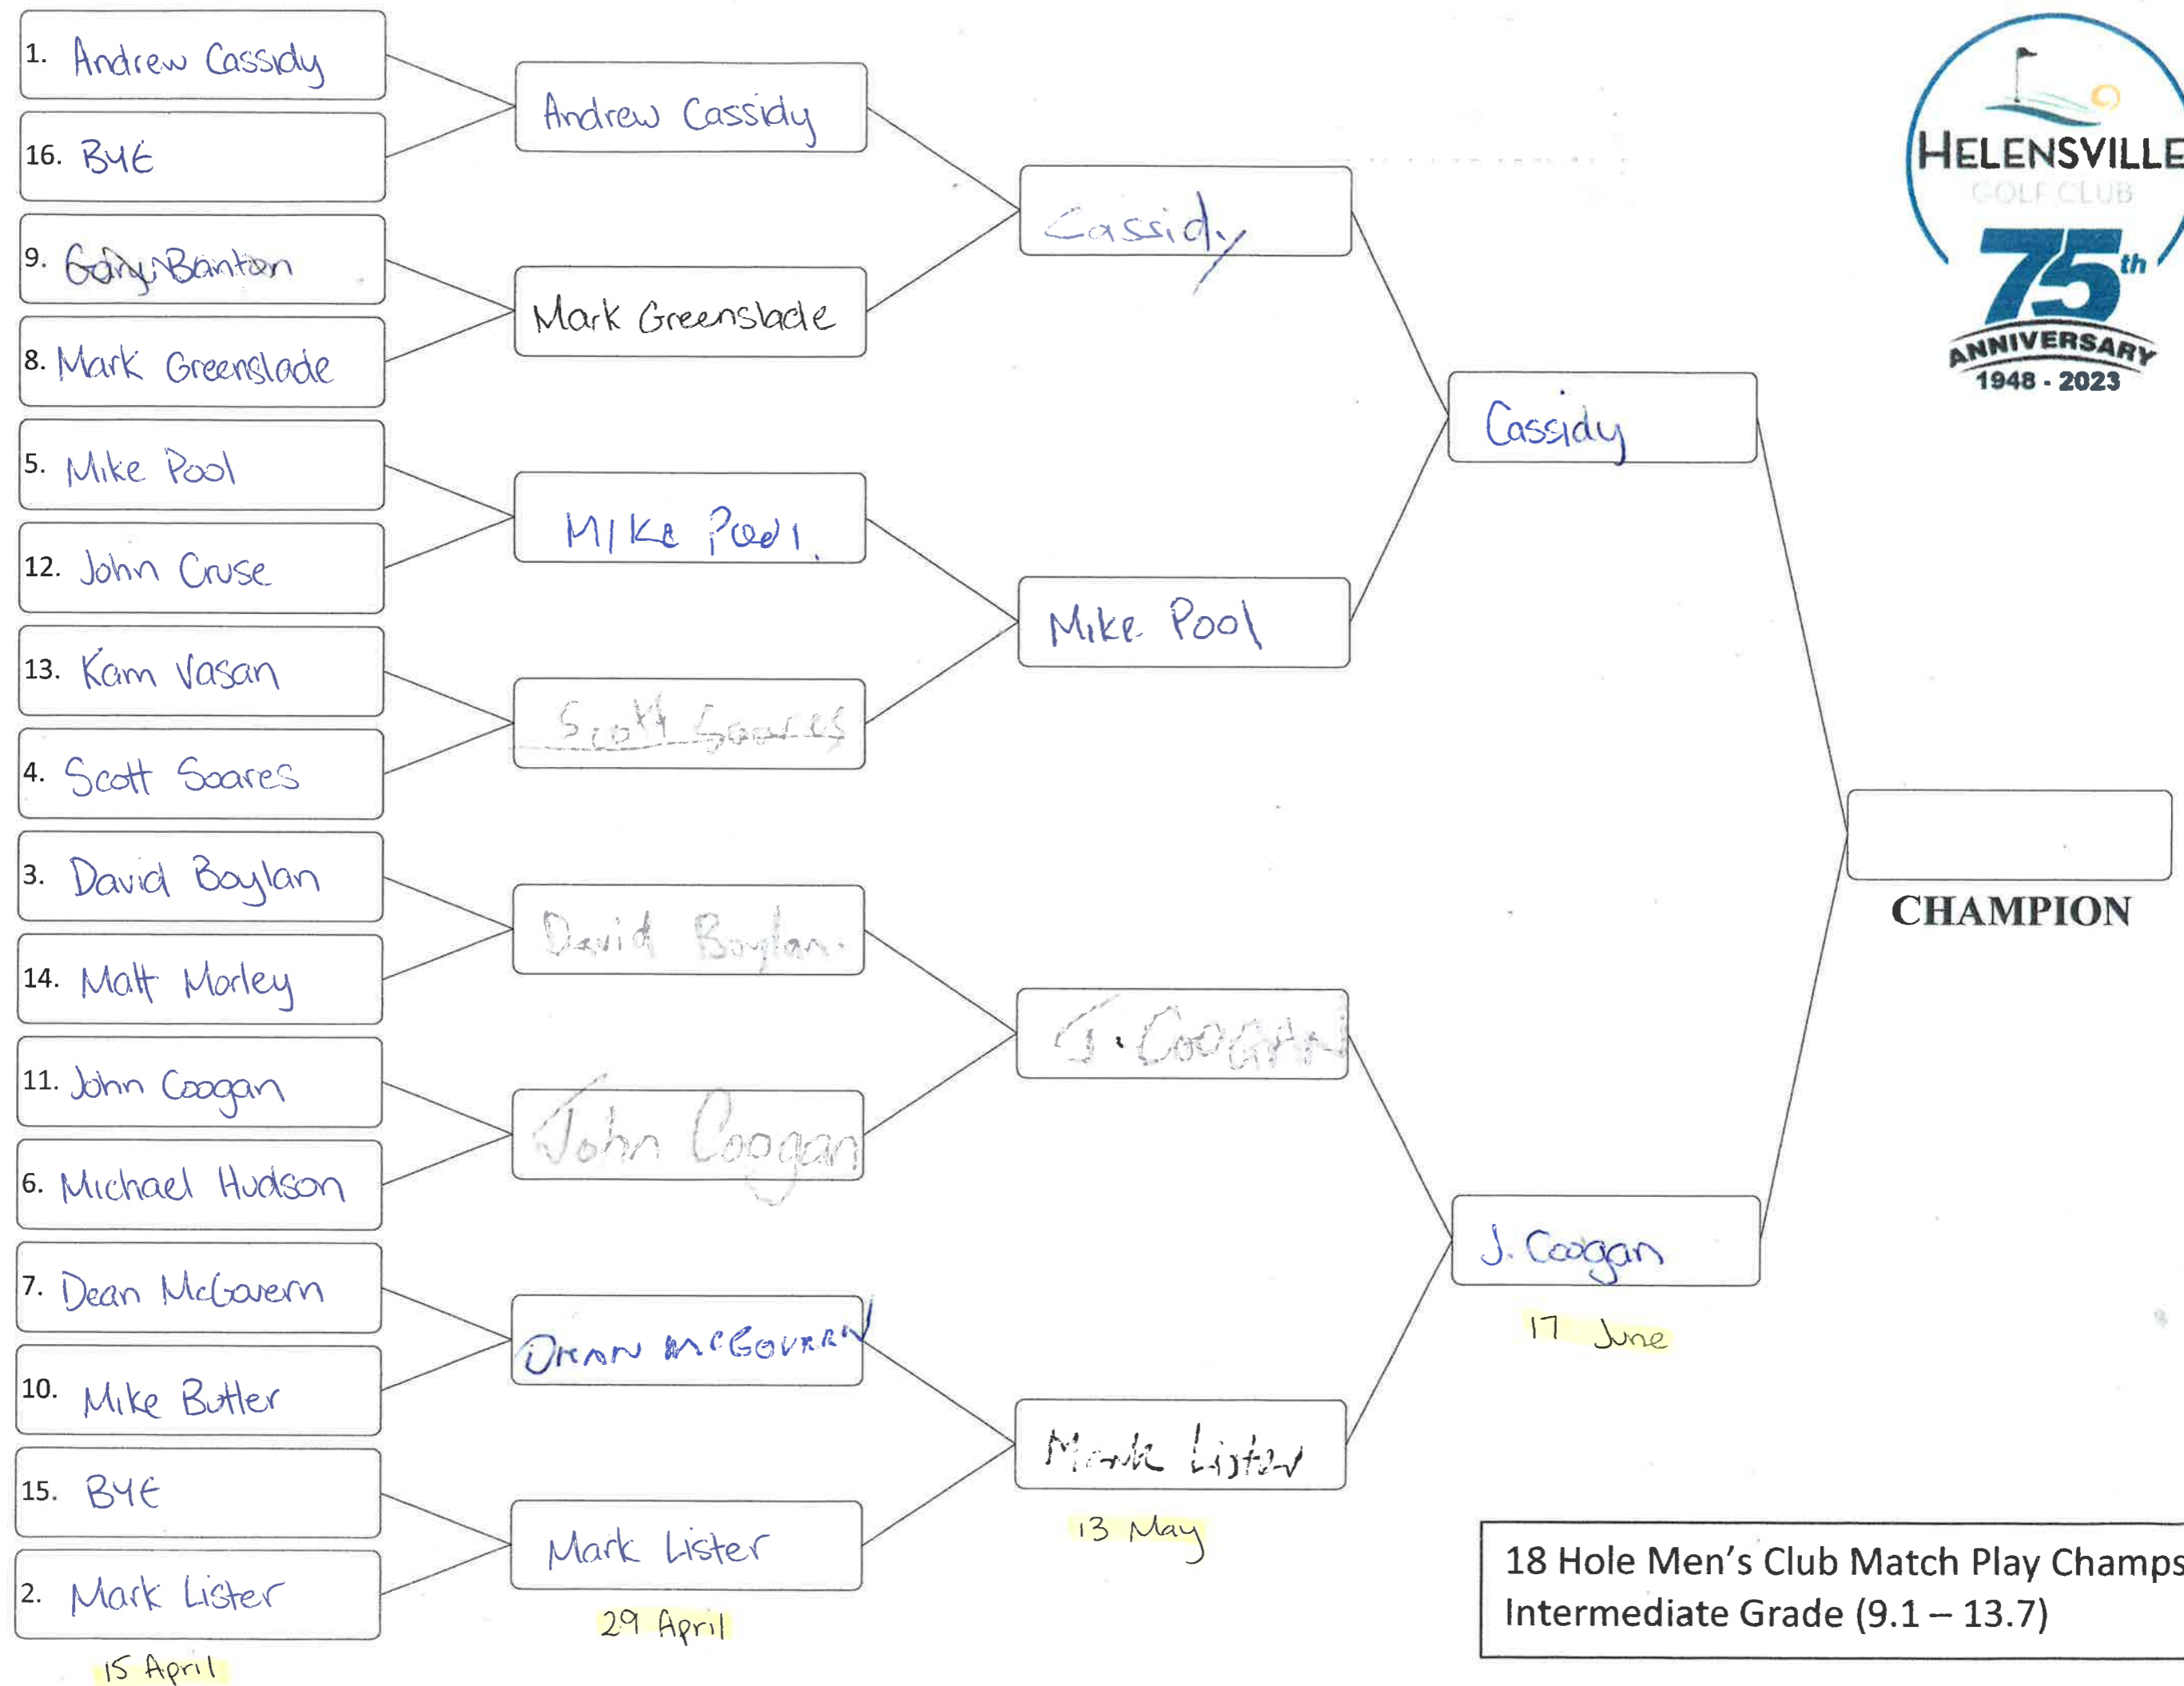 1. Andrew Cassidy
16. BYE
9. Gary Banton
8. Mark Greenslade
5. Mike Pool
12. John Cruse
13. Kam Vasan
4. Scott Soares
3. David Boylan
14. Matt Morley
11. John Coogan
6. Michael Hudson
7. Dean McGovern
10. Mike Butler
15. BYE
2. Mark Lister
15 April
Andrew Cassidy
Mark Greenslade
MIKE POOl.
Scott Soares
David Boylan.
John Coogan
DEAN McGOVERN
Mark Lister
29 April
Cassidy
Mike Pool
J. COOGAN
Mark Lister
13 May
Cassidy
J. Coogan
17 June
CHAMPION
HELENSVILLE
GOLF CLUB
75th
ANNIVERSARY
1948 - 2023
18 Hole Men's Club Match Play Champs
Intermediate Grade (9.1 – 13.7)